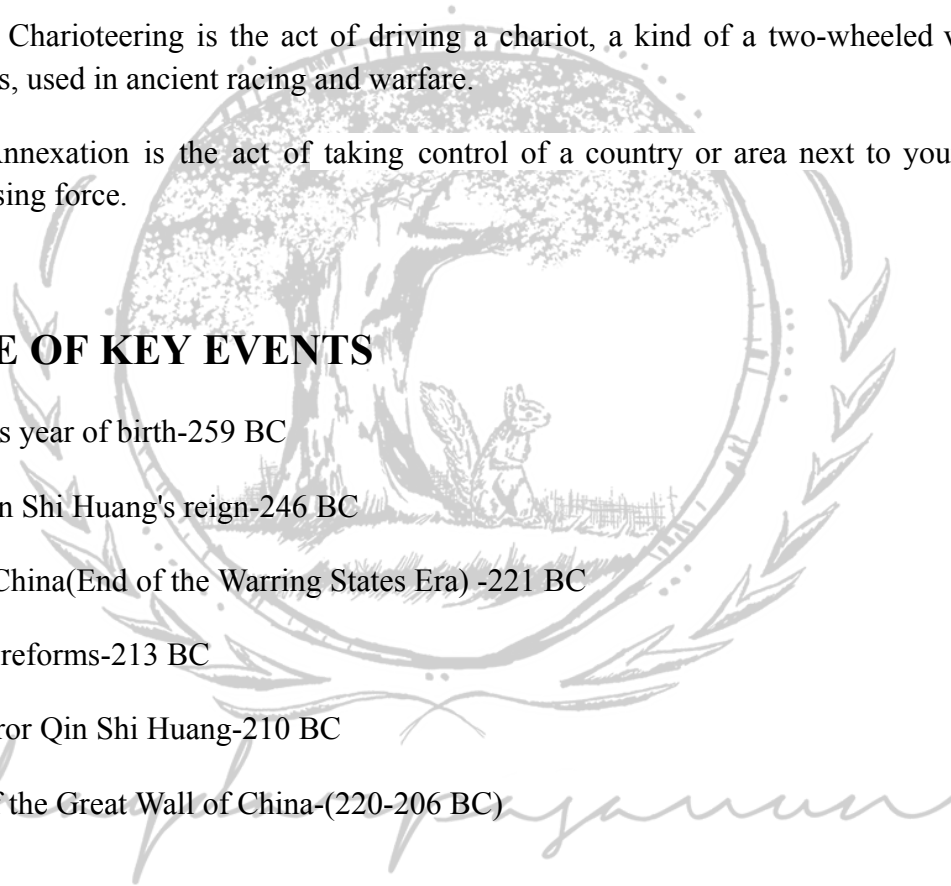 Charioteering is the act of driving a chariot, a kind of a two-wheeled
s, used in ancient racing and warfare.
nnexation is the act of taking control of a country or area next to you
sing force.
E OF KEY EVENTS
s year of birth-259 BC
n Shi Huang's reign-246 BC
China(End of the Warring States Era) -221 BC
reforms-213 BC
ror Qin Shi Huang-210 BC
f the Great Wall of China-(220-206 BC)